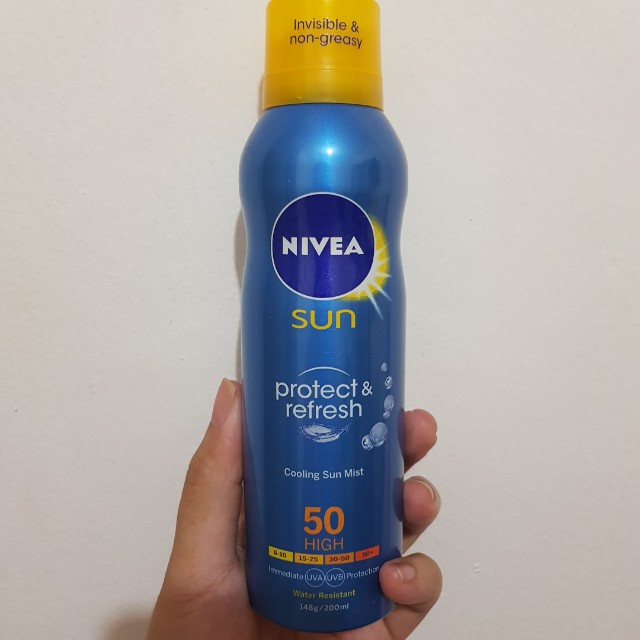 Invisible &
non-greasy
NIVEA
sun
protect &
refresh
Cooling Sun Mist
50
HIGH
6-10 15-25 30-50 50+
Immediate UVA UVB Protection
Water Resistant
148g/200ml